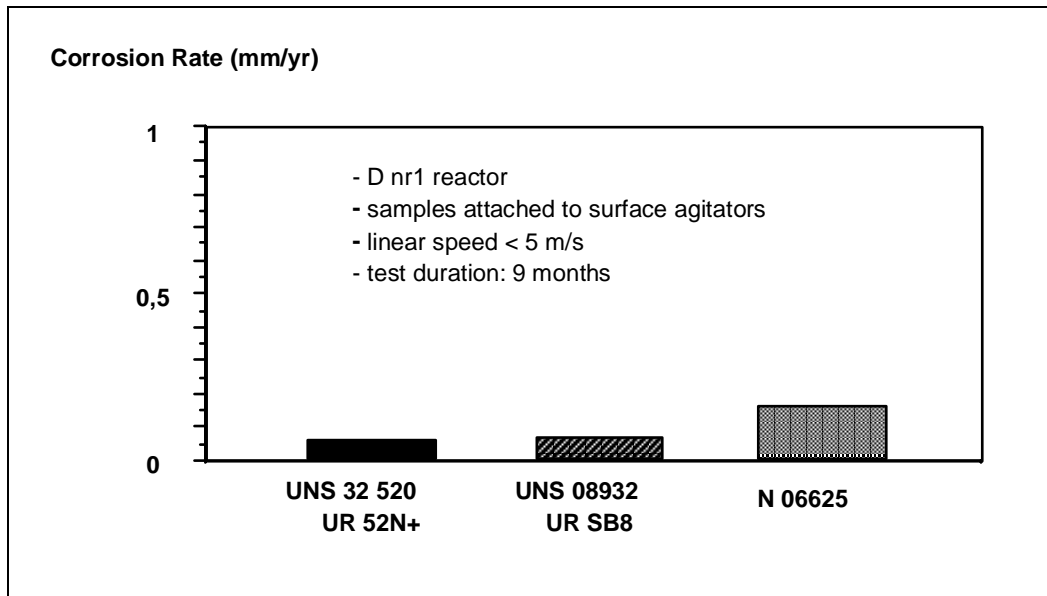 Corrosion Rate (mm/yr)
1
- D nr1 reactor
- samples attached to surface agitators
- linear speed < 5 m/s
- test duration: 9 months
0,5
0
UNS 32 520
UR 52N+
UNS 08932
UR SB8
N 06625